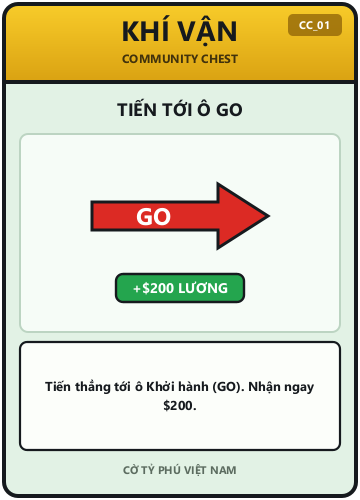 KHÍ VẬN
CC_01
COMMUNITY CHEST
TIẾN TỚI Ô GO
GO
+$200 LƯƠNG
Tiến thẳng tới ô Khởi hành (GO). Nhận ngay
$200.
CỜ TỶ PHÚ VIỆT NAM